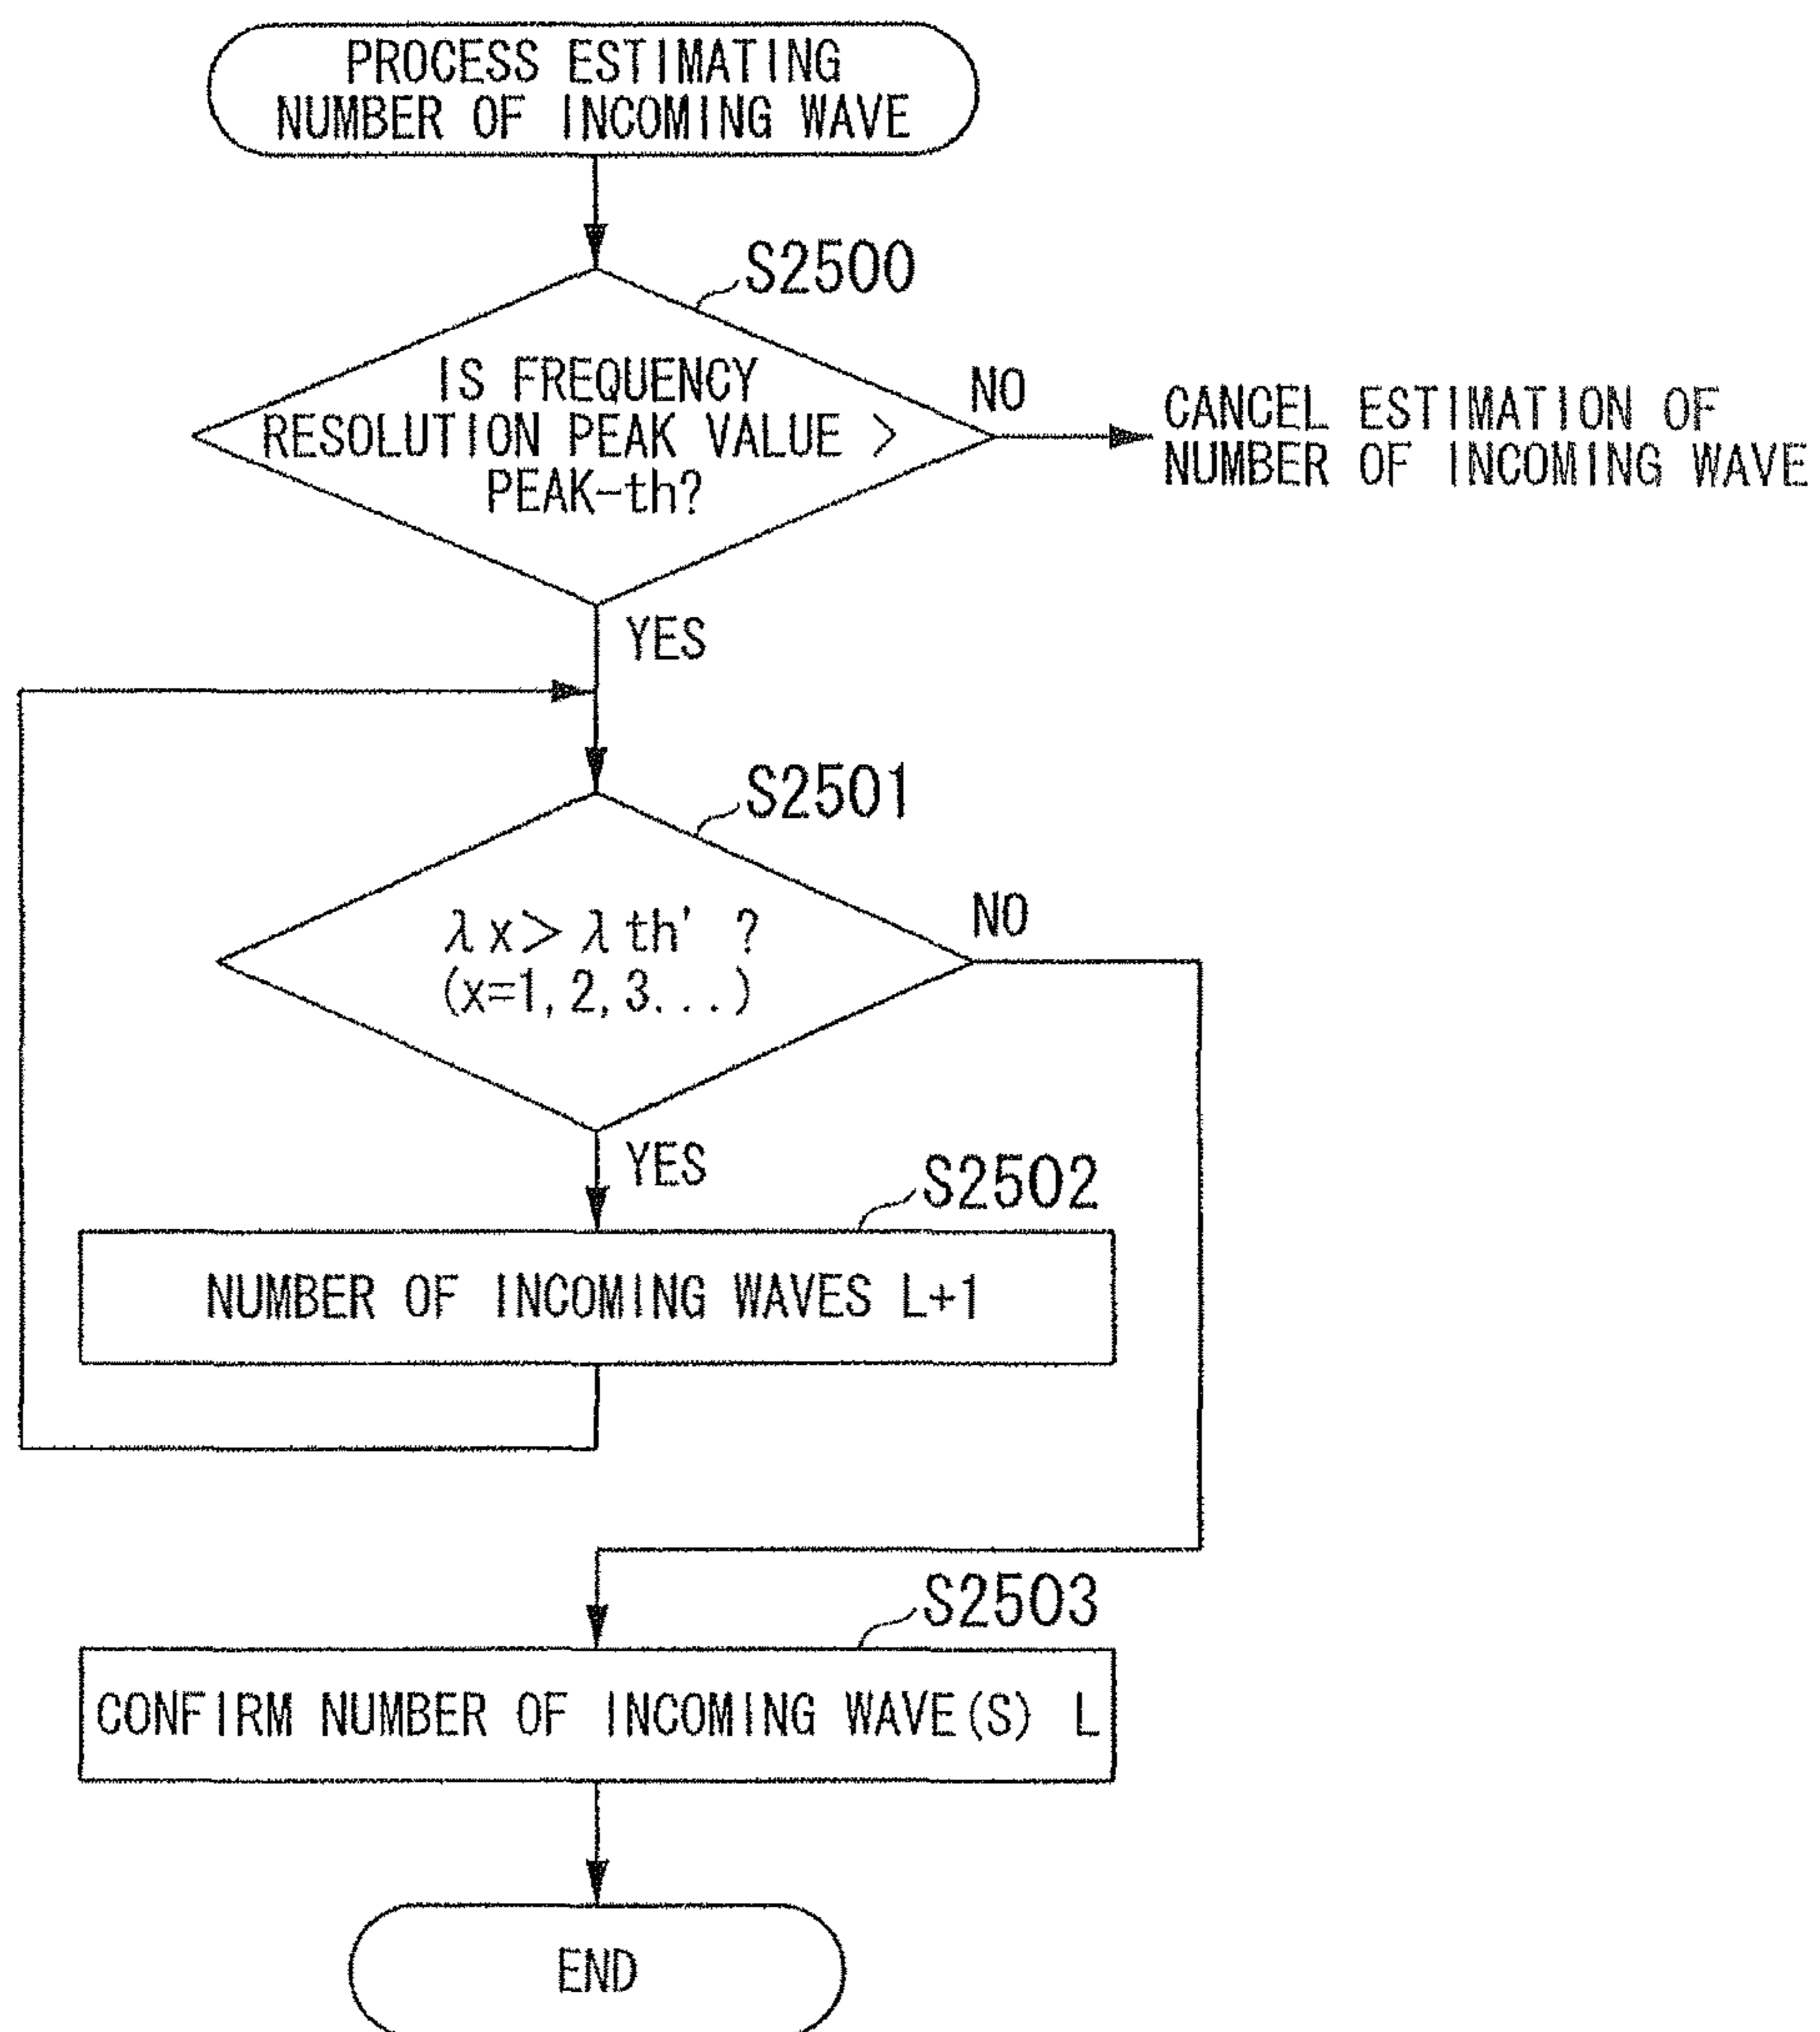 PROCESS ESTIMATING
NUMBER OF INCOMING WAVE
S2500
IS FREQUENCY
RESOLUTION PEAK VALUE >
PEAK-th?
NO
CANCEL ESTIMATION OF
NUMBER OF INCOMING WAVE
YES
S2501
λx > λth' ?
(x=1, 2, 3...)
NO
YES
S2502
NUMBER OF INCOMING WAVES L+1
S2503
CONFIRM NUMBER OF INCOMING WAVE(S) L
END